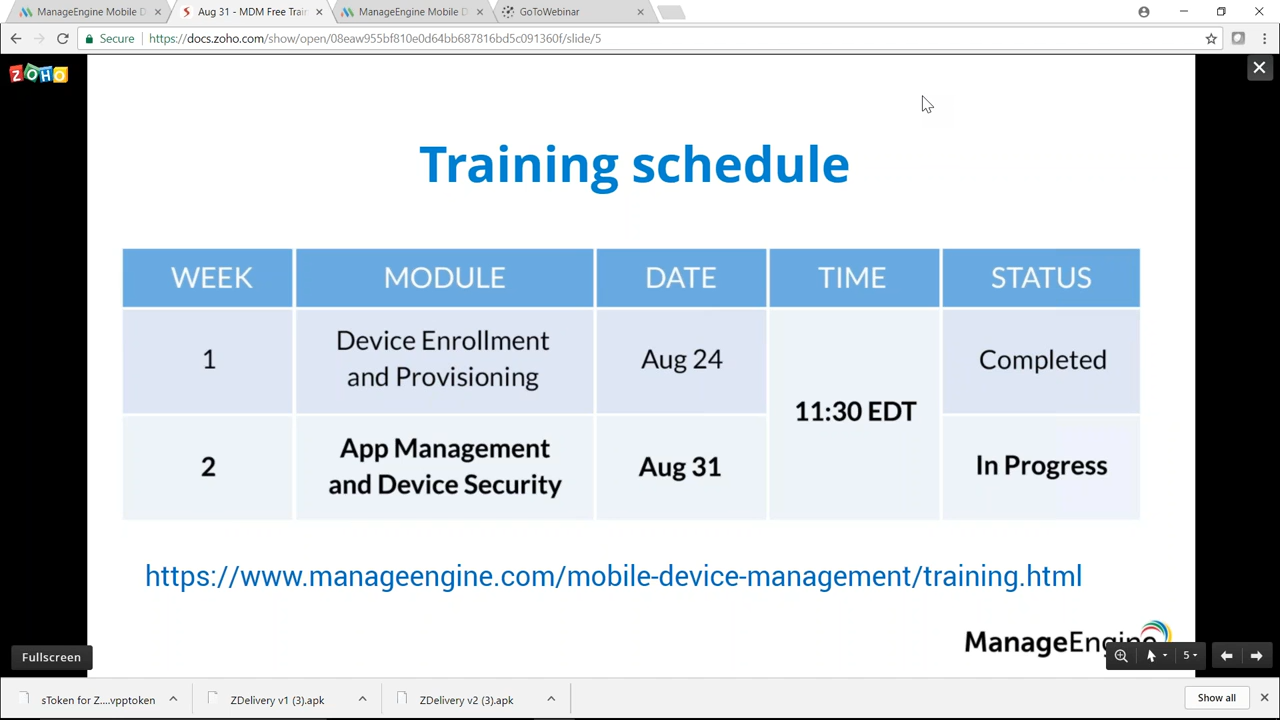 ManageEngine Mobile D
Aug 31 - MDM Free Train
ManageEngine Mobile D
GoToWebinar
Secure
https://docs.zoho.com/show/open/08eaw955bf810e0d64bb687816bd5c091360f/slide/5
ZOHO
Training schedule
WEEK MODULE DATE TIME STATUS
1 Device Enrollment and Provisioning Aug 24 Completed
11:30 EDT
2 App Management and Device Security Aug 31 In Progress
https://www.manageengine.com/mobile-device-management/training.html
ManageEngine
Fullscreen
5
sToken for Z....vpptoken
ZDelivery v1 (3).apk
ZDelivery v2 (3).apk
Show all